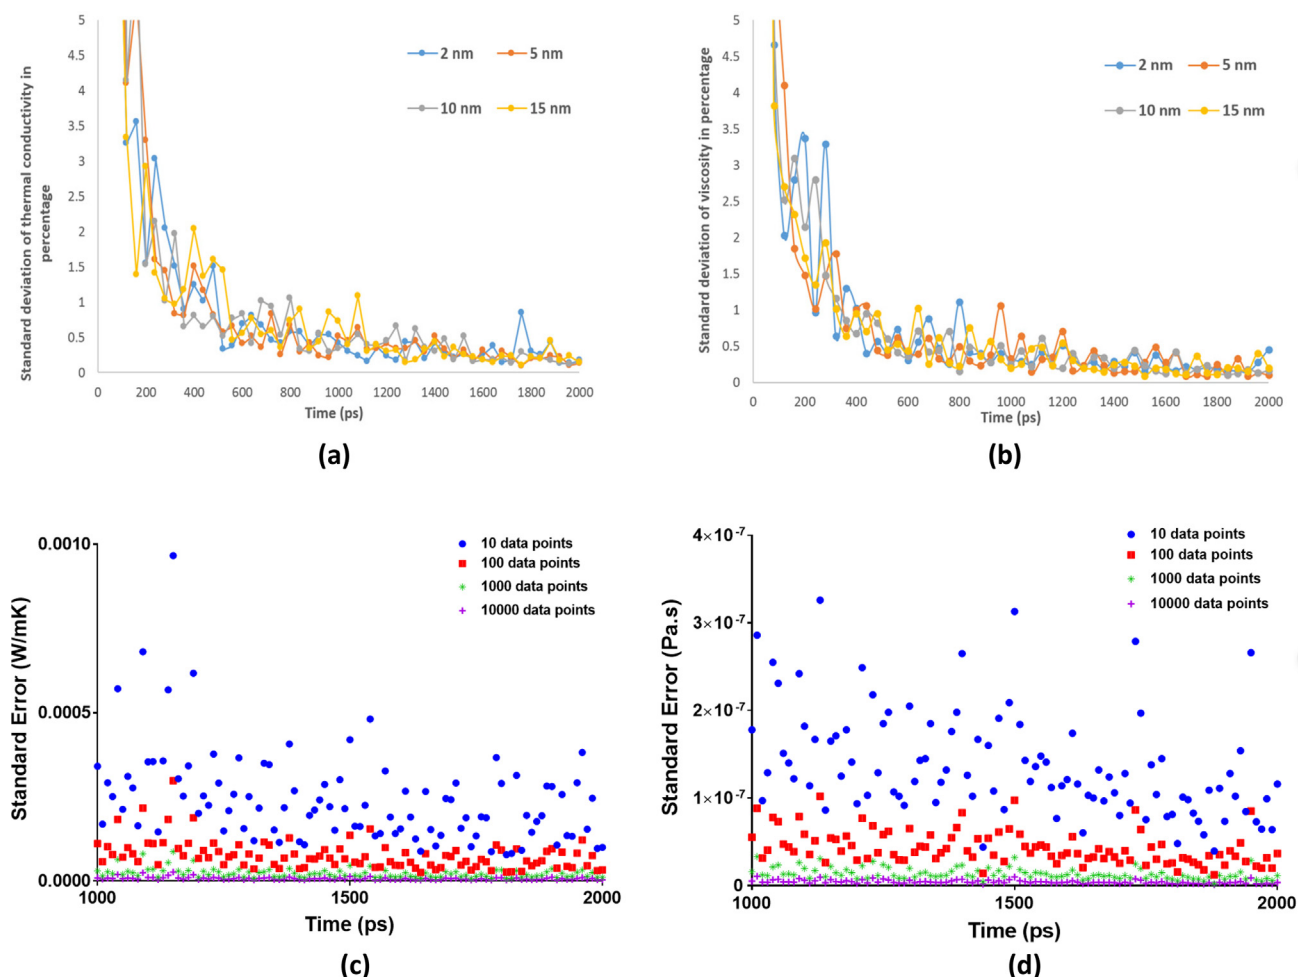 5
4.5
4
3.5
3
2.5
2
1.5
1
0.5
0
Standard deviation of thermal conductivity in
percentage
2 nm
5 nm
10 nm
15 nm
0 200 400 600 800 1000 1200 1400 1600 1800 2000
Time (ps)
(a)
5
4.5
4
3.5
3
2.5
2
1.5
1
0.5
0
Standard deviation of viscosity in percentage
2 nm
5 nm
10 nm
15 nm
0 200 400 600 800 1000 1200 1400 1600 1800 2000
Time (ps)
(b)
0.0010
0.0005
0.0000
Standard Error (W/mK)
10 data points
100 data points
1000 data points
10000 data points
1000 1500 2000
Time (ps)
(c)
4×10⁻⁷
3×10⁻⁷
2×10⁻⁷
1×10⁻⁷
0
Standard Error (Pa.s)
10 data points
100 data points
1000 data points
10000 data points
1000 1500 2000
Time (ps)
(d)